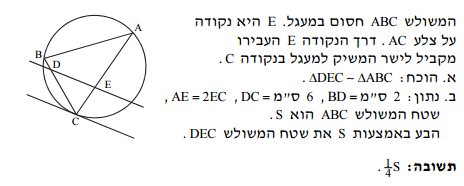 המשולש ABC חסום במעגל. E היא נקודה
על צלע AC. דרך הנקודה E העבירו
מקביל לישר המשיק למעגל בנקודה C.
א. הוכח: ΔDEC ~ ΔABC.
ב. נתון: 2 ס״מ = BD, 6 ס״מ = DC, AE = 2EC,
שטח המשולש ABC הוא S.
הבע באמצעות S את שטח המשולש DEC.
תשובה: ¼S.
A
B
D
E
C